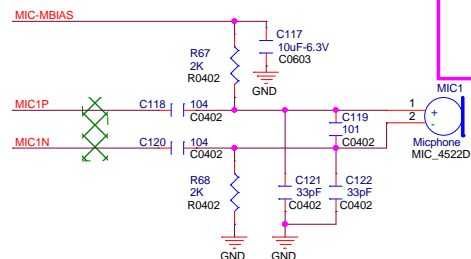 MIC-MBIAS
C117
10uF-6.3V
C0603
R67
2K
R0402
GND
MIC1
MIC1P
C118
104
C0402
1
2
+
-
C119
101
C0402
MIC1N
C120
104
C0402
Micphone
MIC_4522D
R68
2K
R0402
C121
33pF
C0402
C122
33pF
C0402
GND
GND